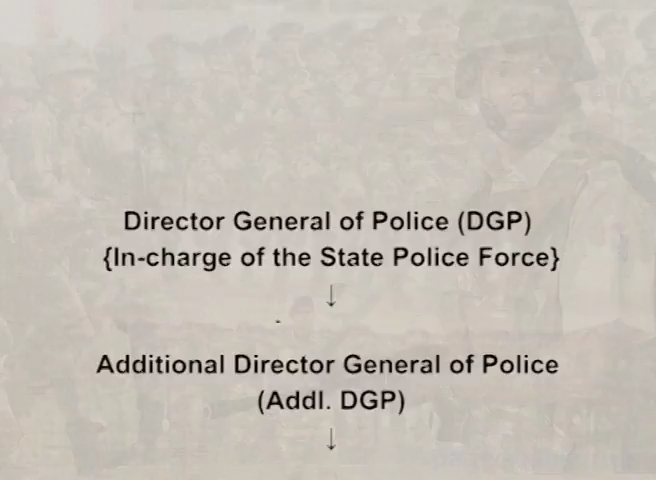 Director General of Police (DGP)
{In-charge of the State Police Force}
↓
Additional Director General of Police
(Addl. DGP)
↓